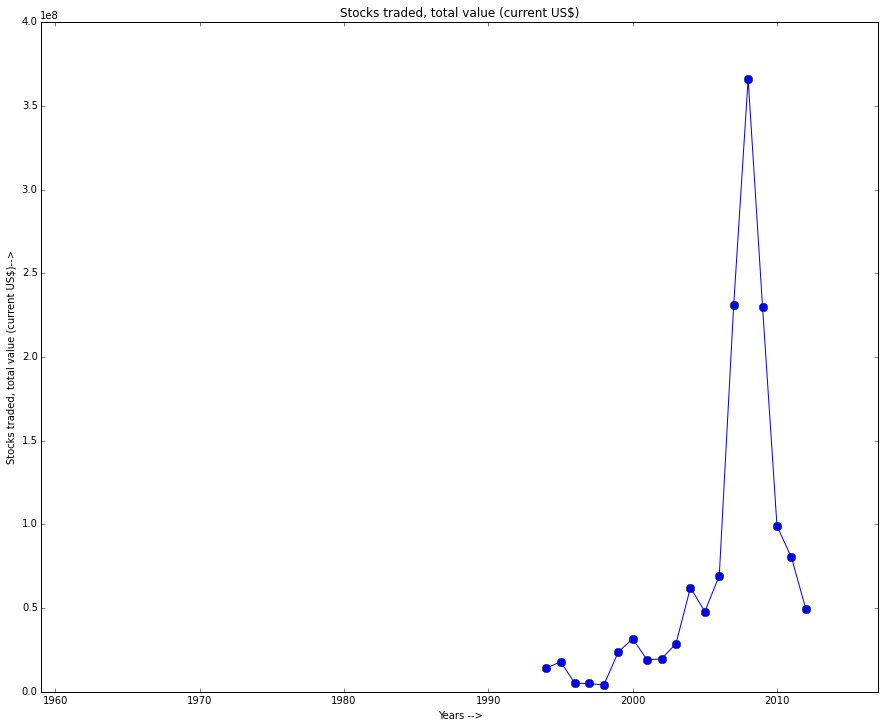 Stocks traded, total value (current US$)
1e8
4.0
3.5
3.0
2.5
2.0
1.5
1.0
0.5
0.0
Stocks traded, total value (current US$)-->
1960 1970 1980 1990 2000 2010
Years -->